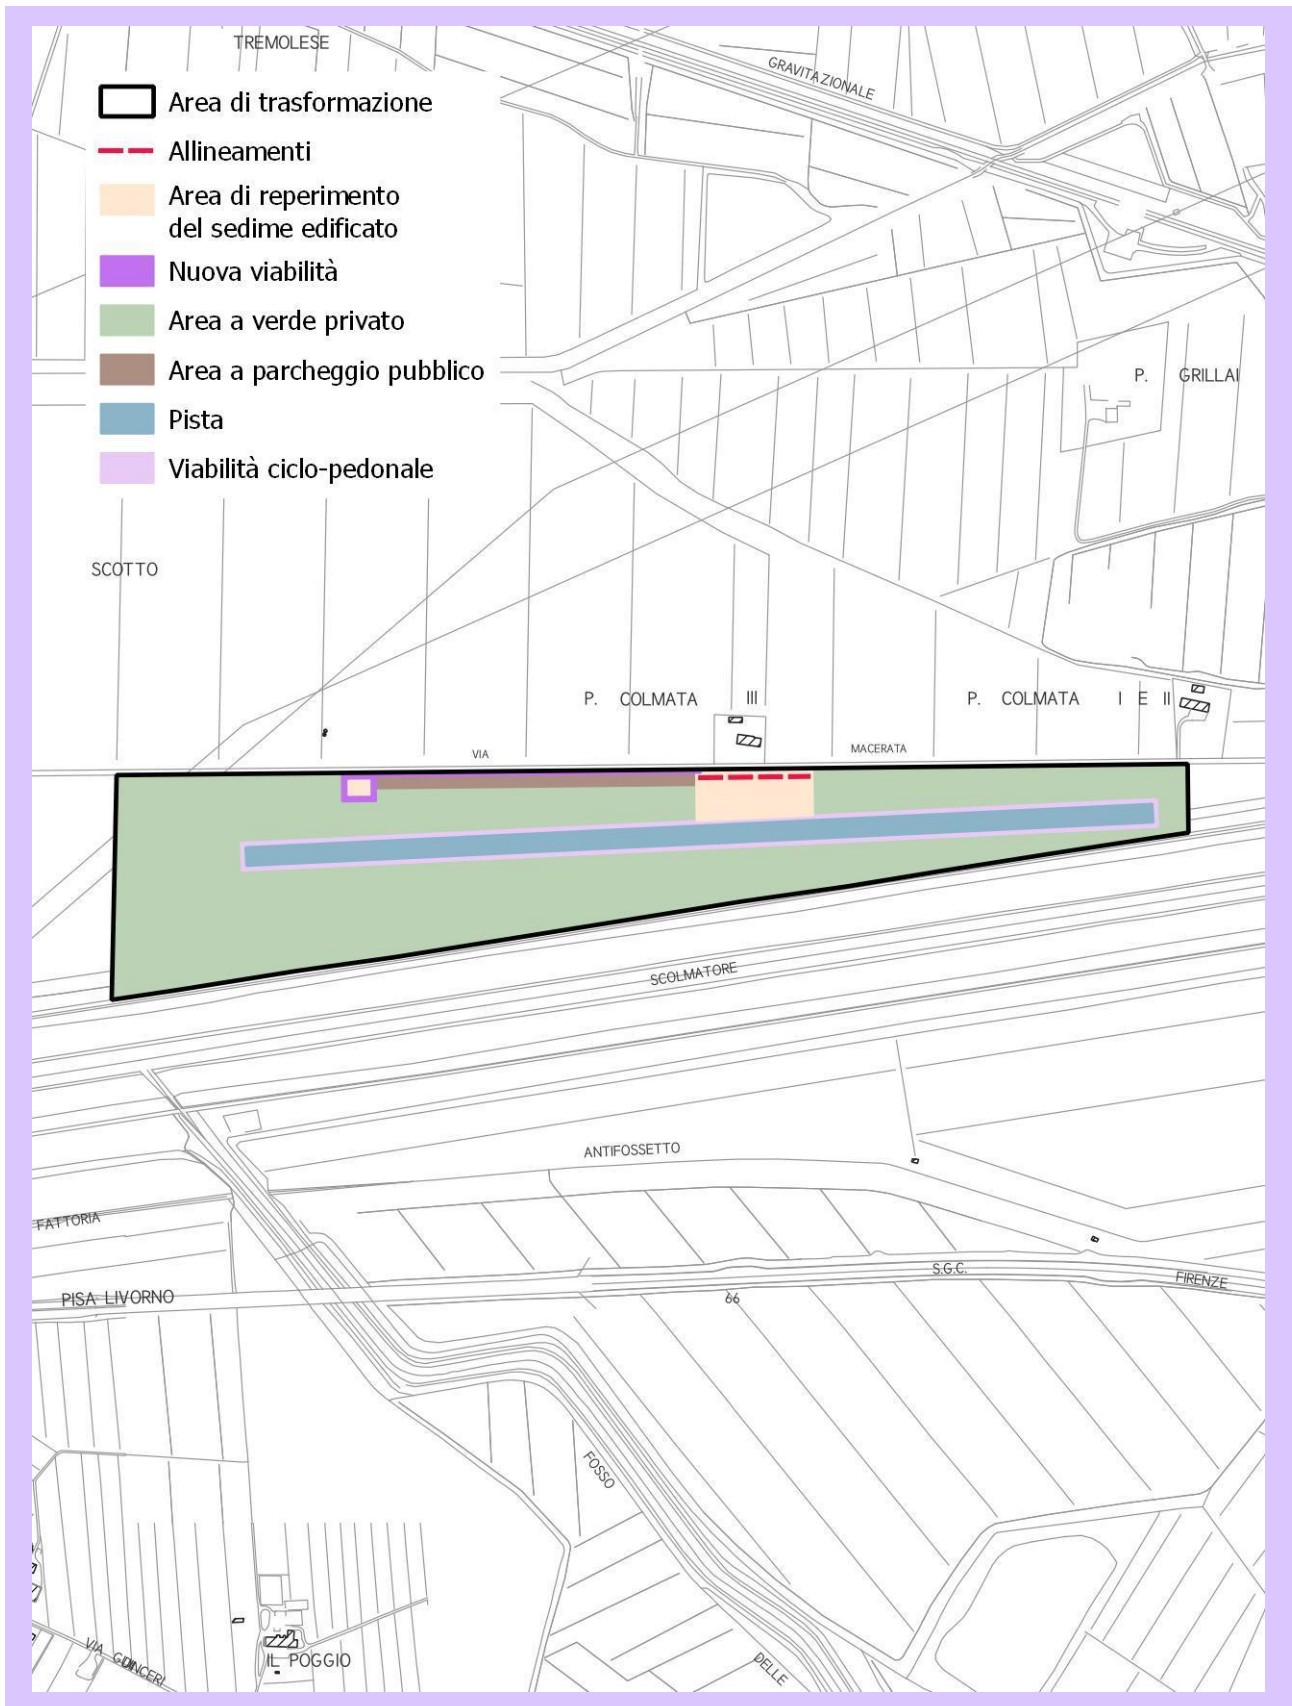 TREMOLESE
GRAVITAZIONALE
Area di trasformazione
Allineamenti
Area di reperimento
del sedime edificato
Nuova viabilità
Area a verde privato
Area a parcheggio pubblico
Pista
Viabilità ciclo-pedonale
P. GRILLAI
SCOTTO
P. COLMATA III
P. COLMATA I E II
VIA MACERATA
SCOLMATORE
ANTIFOSSETTO
FATTORIA
S.G.C.
FIRENZE
PISA LIVORNO
66
FOSSO
DELLE
VIA
IL POGGIO